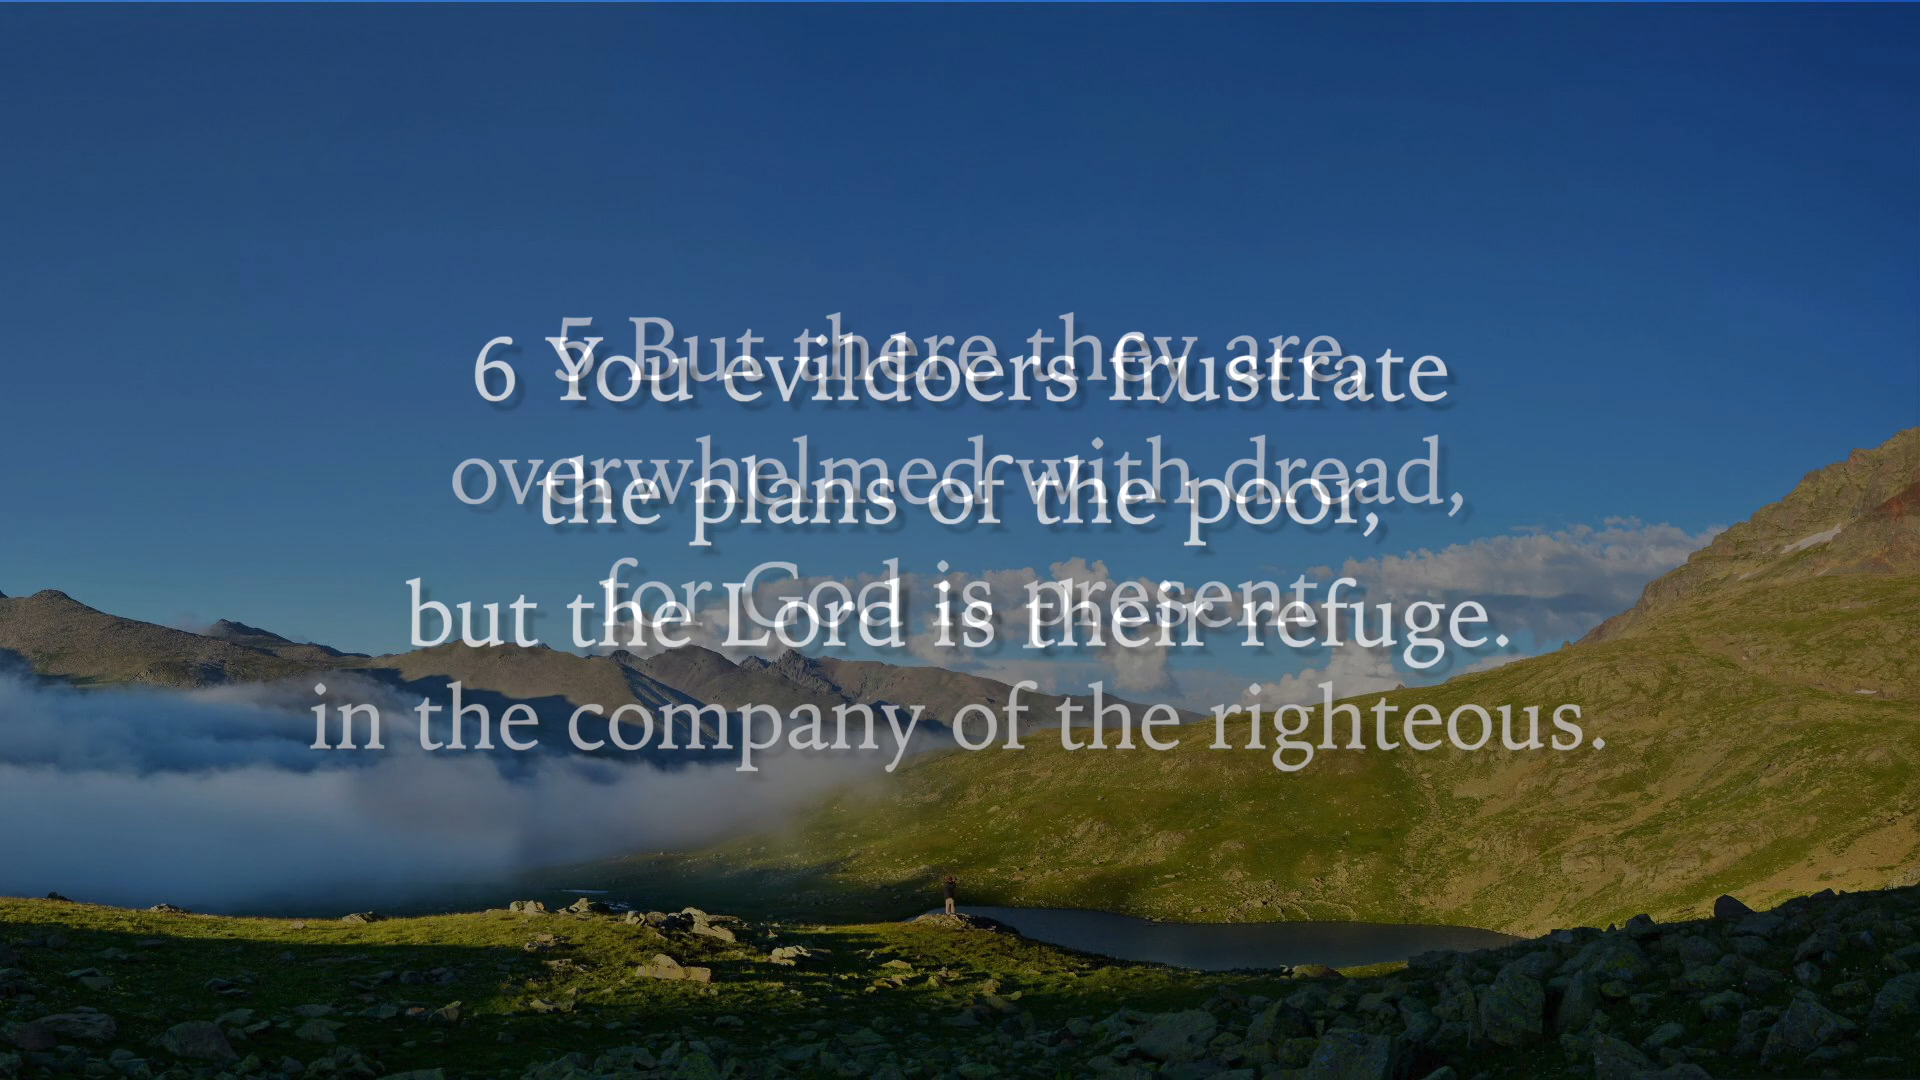 5 But there they are,
overwhelmed with dread,
for God is present
in the company of the righteous.
6 You evildoers frustrate
the plans of the poor,
but the Lord is their refuge.